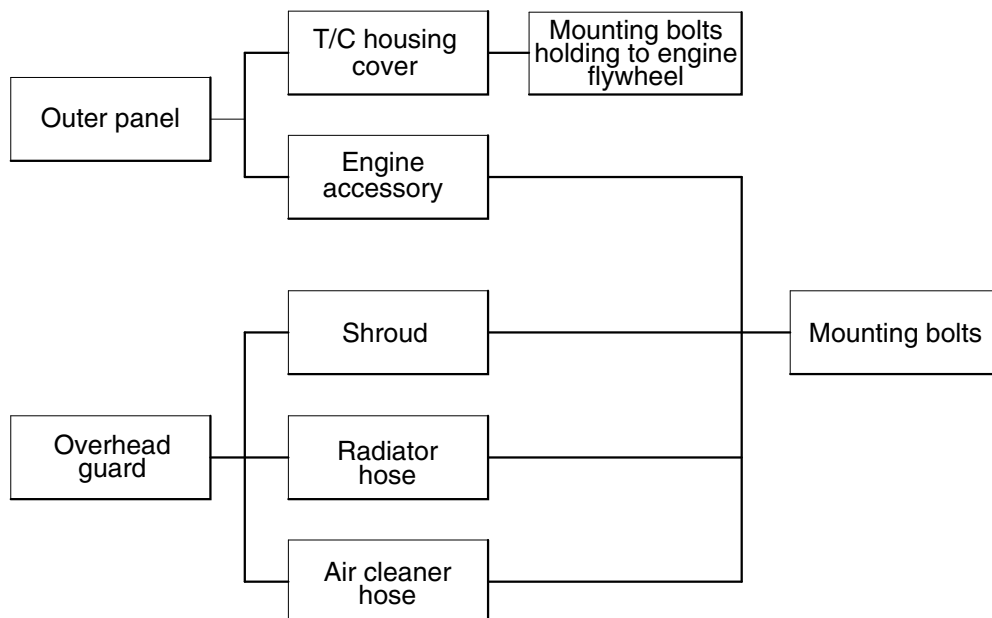 Outer panel
T/C housing
cover
Mounting bolts
holding to engine
flywheel
Engine
accessory
Overhead
guard
Shroud
Radiator
hose
Air cleaner
hose
Mounting bolts